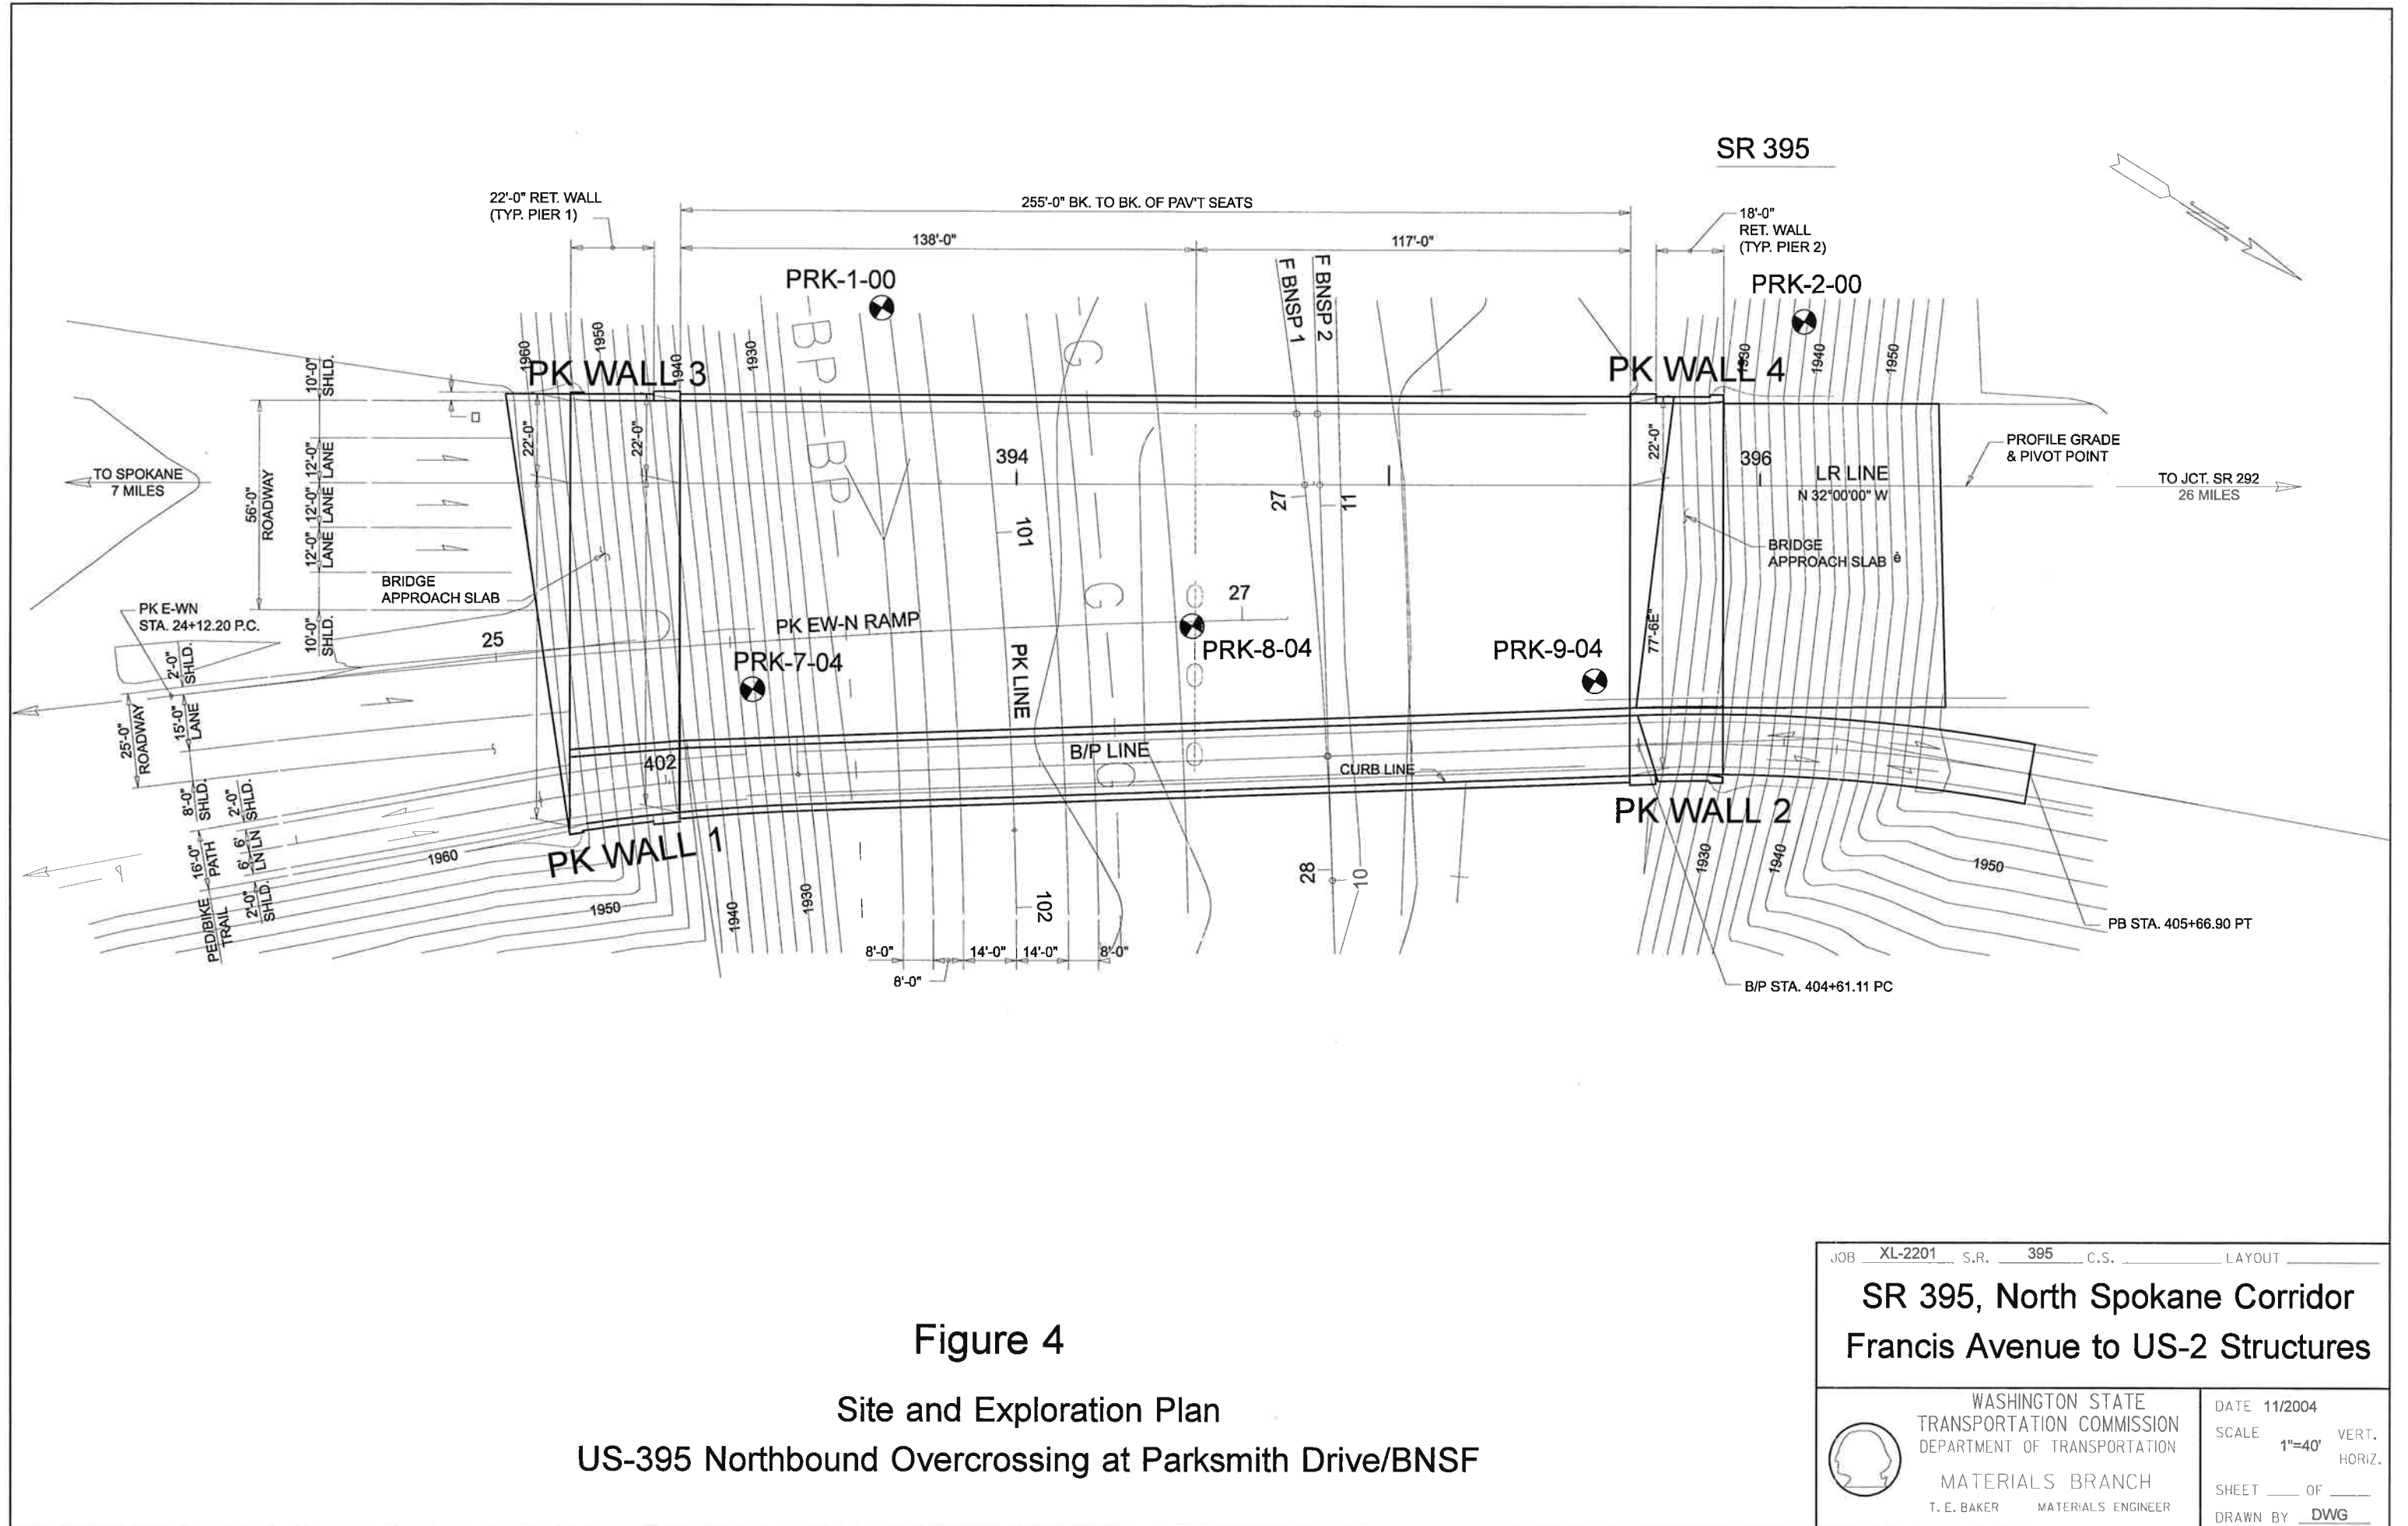 SR 395
22'-0" RET. WALL
(TYP. PIER 1)
255'-0" BK. TO BK. OF PAV'T SEATS
138'-0"
117'-0"
18'-0"
RET. WALL
(TYP. PIER 2)
PRK-1-00
PRK-2-00
F BNSP 1
F BNSP 2
1960
1950
1940
1930
BP
BP
G
G
G
1930
1940
1950
PK WALL 3
PK WALL 4
10'-0"
SHLD.
22'-0"
22'-0"
22'-0"
12'-0"
LANE
12'-0"
LANE
12'-0"
LANE
56'-0"
ROADWAY
10'-0"
SHLD.
TO SPOKANE
7 MILES
394
396
101
27
11
LR LINE
N 32°00'00" W
PROFILE GRADE
& PIVOT POINT
TO JCT. SR 292
26 MILES
BRIDGE
APPROACH SLAB
BRIDGE
APPROACH SLAB è
PK E-WN
STA. 24+12.20 P.C.
25
PK EW-N RAMP
27
PRK-7-04
PRK-8-04
PRK-9-04
77'-6E"
PK LINE
2'-0"
SHLD.
15'-0"
LANE
25'-0"
ROADWAY
8'-0"
SHLD.
2'-0"
SHLD.
16'-0"
PATH
6' 6'
LN LN
2'-0"
SHLD.
PED/BIKE
TRAIL
402
B/P LINE
CURB LINE
PK WALL 1
PK WALL 2
1960
1950
1940
1930
102
28
10
1930
1940
1950
8'-0"
8'-0"
14'-0"
14'-0"
8'-0"
PB STA. 405+66.90 PT
B/P STA. 404+61.11 PC
Figure 4
Site and Exploration Plan
US-395 Northbound Overcrossing at Parksmith Drive/BNSF
JOB XL-2201 S.R. 395 C.S. LAYOUT
SR 395, North Spokane Corridor
Francis Avenue to US-2 Structures
WASHINGTON STATE
TRANSPORTATION COMMISSION
DEPARTMENT OF TRANSPORTATION
MATERIALS BRANCH
T. E. BAKER MATERIALS ENGINEER
DATE 11/2004
SCALE 1"=40' VERT.
HORIZ.
SHEET OF
DRAWN BY DWG